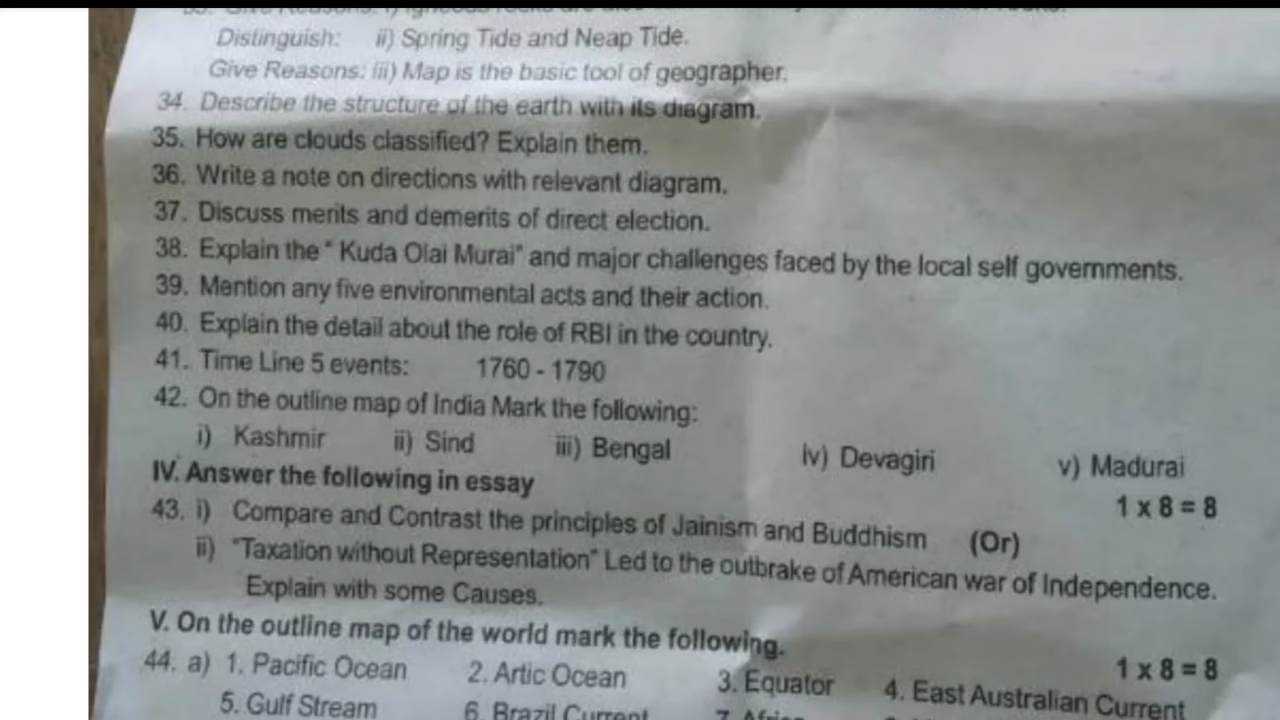 Distinguish: ii) Spring Tide and Neap Tide.
Give Reasons: iii) Map is the basic tool of geographer.
34. Describe the structure of the earth with its diagram.
35. How are clouds classified? Explain them.
36. Write a note on directions with relevant diagram.
37. Discuss merits and demerits of direct election.
38. Explain the “ Kuda Olai Murai” and major challenges faced by the local self governments.
39. Mention any five environmental acts and their action.
40. Explain the detail about the role of RBI in the country.
41. Time Line 5 events: 1760 - 1790
42. On the outline map of India Mark the following:
i) Kashmir ii) Sind iii) Bengal iv) Devagiri v) Madurai
IV. Answer the following in essay 1 x 8 = 8
43. i) Compare and Contrast the principles of Jainism and Buddhism (Or)
ii) "Taxation without Representation" Led to the outbrake of American war of Independence.
Explain with some Causes.
V. On the outline map of the world mark the following. 1 x 8 = 8
44. a) 1. Pacific Ocean 2. Artic Ocean 3. Equator 4. East Australian Current
5. Gulf Stream 6. Brazil Current 7. Africa